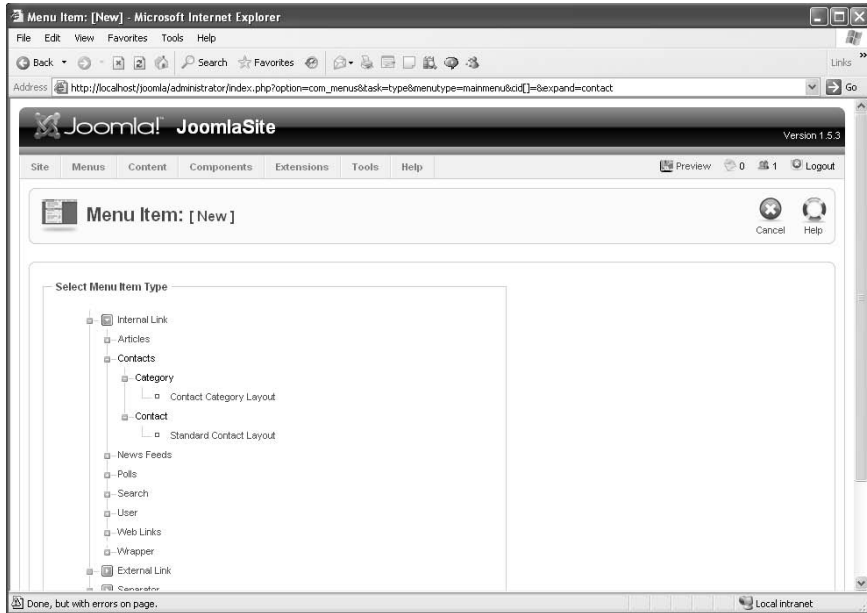 Menu Item: [New] - Microsoft Internet Explorer
File Edit View Favorites Tools Help
Back Search Favorites Links »
Address http://localhost/joomla/administrator/index.php?option=com_menus&task=type&menutype=mainmenu&cid[]=&expand=contact Go
Joomla! JoomlaSite
Version 1.5.3
Site Menus Content Components Extensions Tools Help Preview 0 1 Logout
Menu Item: [ New ]
Cancel Help
Select Menu Item Type
Internal Link
Articles
Contacts
Category
Contact Category Layout
Contact
Standard Contact Layout
News Feeds
Polls
Search
User
Web Links
Wrapper
External Link
Separator
Done, but with errors on page. Local intranet